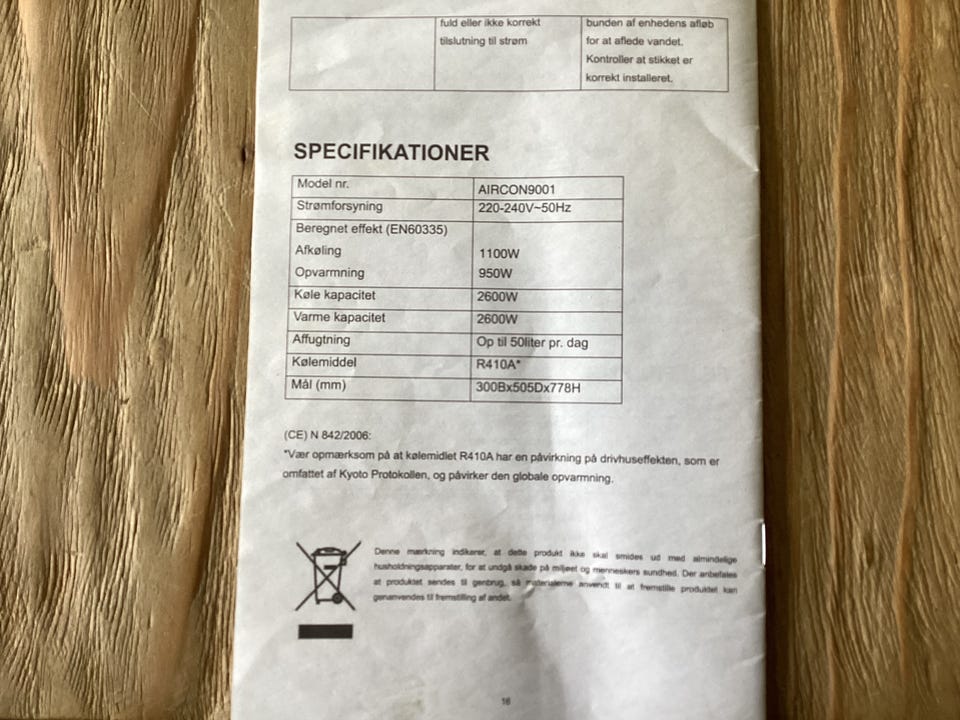 fuld eller ikke korrekt
tilslutning til strøm
bunden af enhedens afløb
for at aflede vandet.
Kontroller at stikket er
korrekt installeret.
SPECIFIKATIONER
Model nr. AIRCON9001
Strømforsyning 220-240V~50Hz
Beregnet effekt (EN60335)
Afkøling 1100W
Opvarmning 950W
Køle kapacitet 2600W
Varme kapacitet 2600W
Affugtning Op til 50liter pr. dag
Kølemiddel R410A*
Mål (mm) 300Bx505Dx778H
(CE) N 842/2006:
*Vær opmærksom på at kølemidlet R410A har en påvirkning på drivhuseffekten, som er
omfattet af Kyoto Protokollen, og påvirker den globale opvarmning.
Denne mærkning indikerer, at dette produkt ikke skal smides ud med almindelige
husholdningsapparater, for at undgå skade på miljøet og menneskers sundhed. Der anbefales
at produktet sendes til genbrug, så materialerne anvendt til at fremstille produktet kan
genanvendes til fremstilling af andet.
16